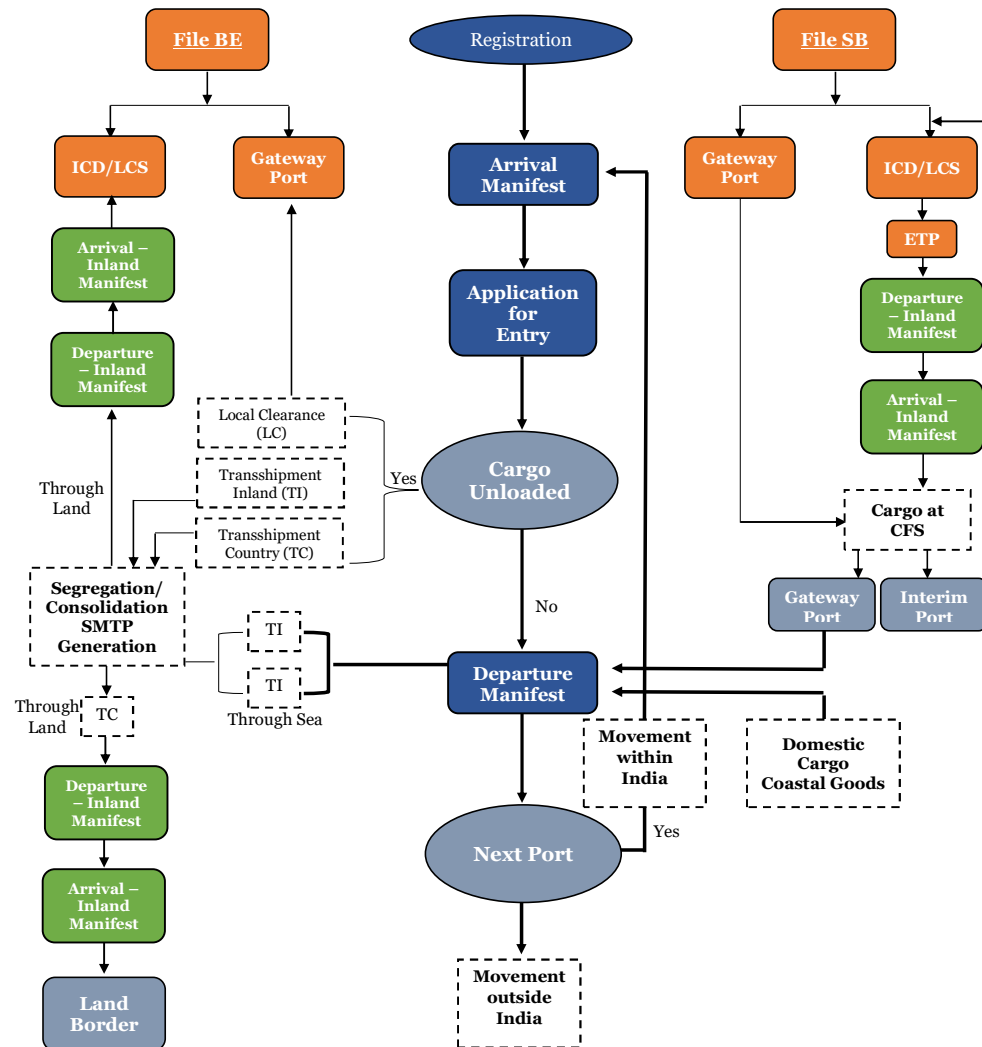 File BE
Registration
File SB
ICD/LCS
Gateway
Port
Arrival
Manifest
Gateway
Port
ICD/LCS
ETP
Arrival –
Inland
Manifest
Application
for
Entry
Departure
– Inland
Manifest
Departure
– Inland
Manifest
Arrival –
Inland
Manifest
Local Clearance
(LC)
Transshipment
Inland (TI)
Transshipment
Country (TC)
Yes
Cargo
Unloaded
Through
Land
Cargo at
CFS
Segregation/
Consolidation
SMTP
Generation
No
Gateway
Port
Interim
Port
TI
TI
Through Sea
Departure
Manifest
Through
Land
TC
Movement
within
India
Domestic
Cargo
Coastal Goods
Departure
– Inland
Manifest
Yes
Next Port
Arrival –
Inland
Manifest
Movement
outside
India
Land
Border